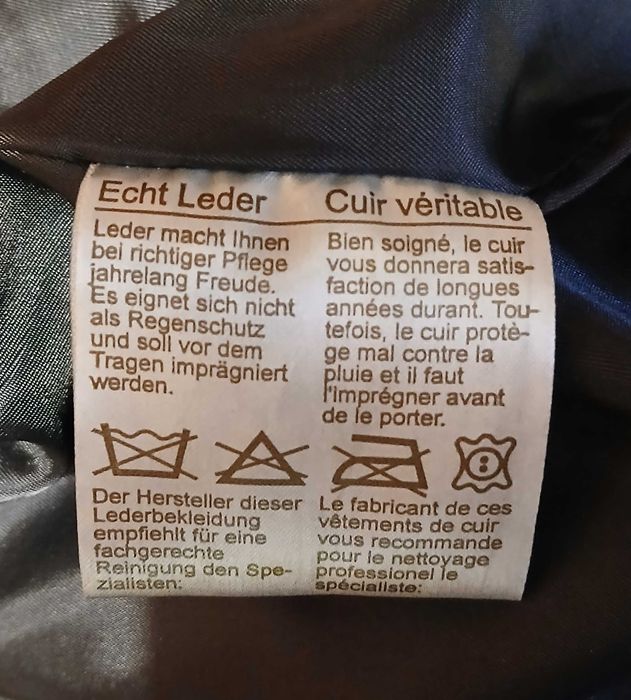 Echt Leder
Leder macht Ihnen
bei richtiger Pflege
jahrelang Freude.
Es eignet sich nicht
als Regenschutz
und soll vor dem
Tragen imprägniert
werden.
Der Hersteller dieser
Lederbekleidung
empfiehlt für eine
fachgerechte
Reinigung den Spe-
zialisten:
Cuir véritable
Bien soigné, le cuir
vous donnera satis-
faction de longues
années durant. Tou-
tefois, le cuir protè-
ge mal contre la
pluie et il faut
l'imprégner avant
de le porter.
Le fabricant de ces
vêtements de cuir
vous recommande
pour le nettoyage
professionel le
spécialiste: